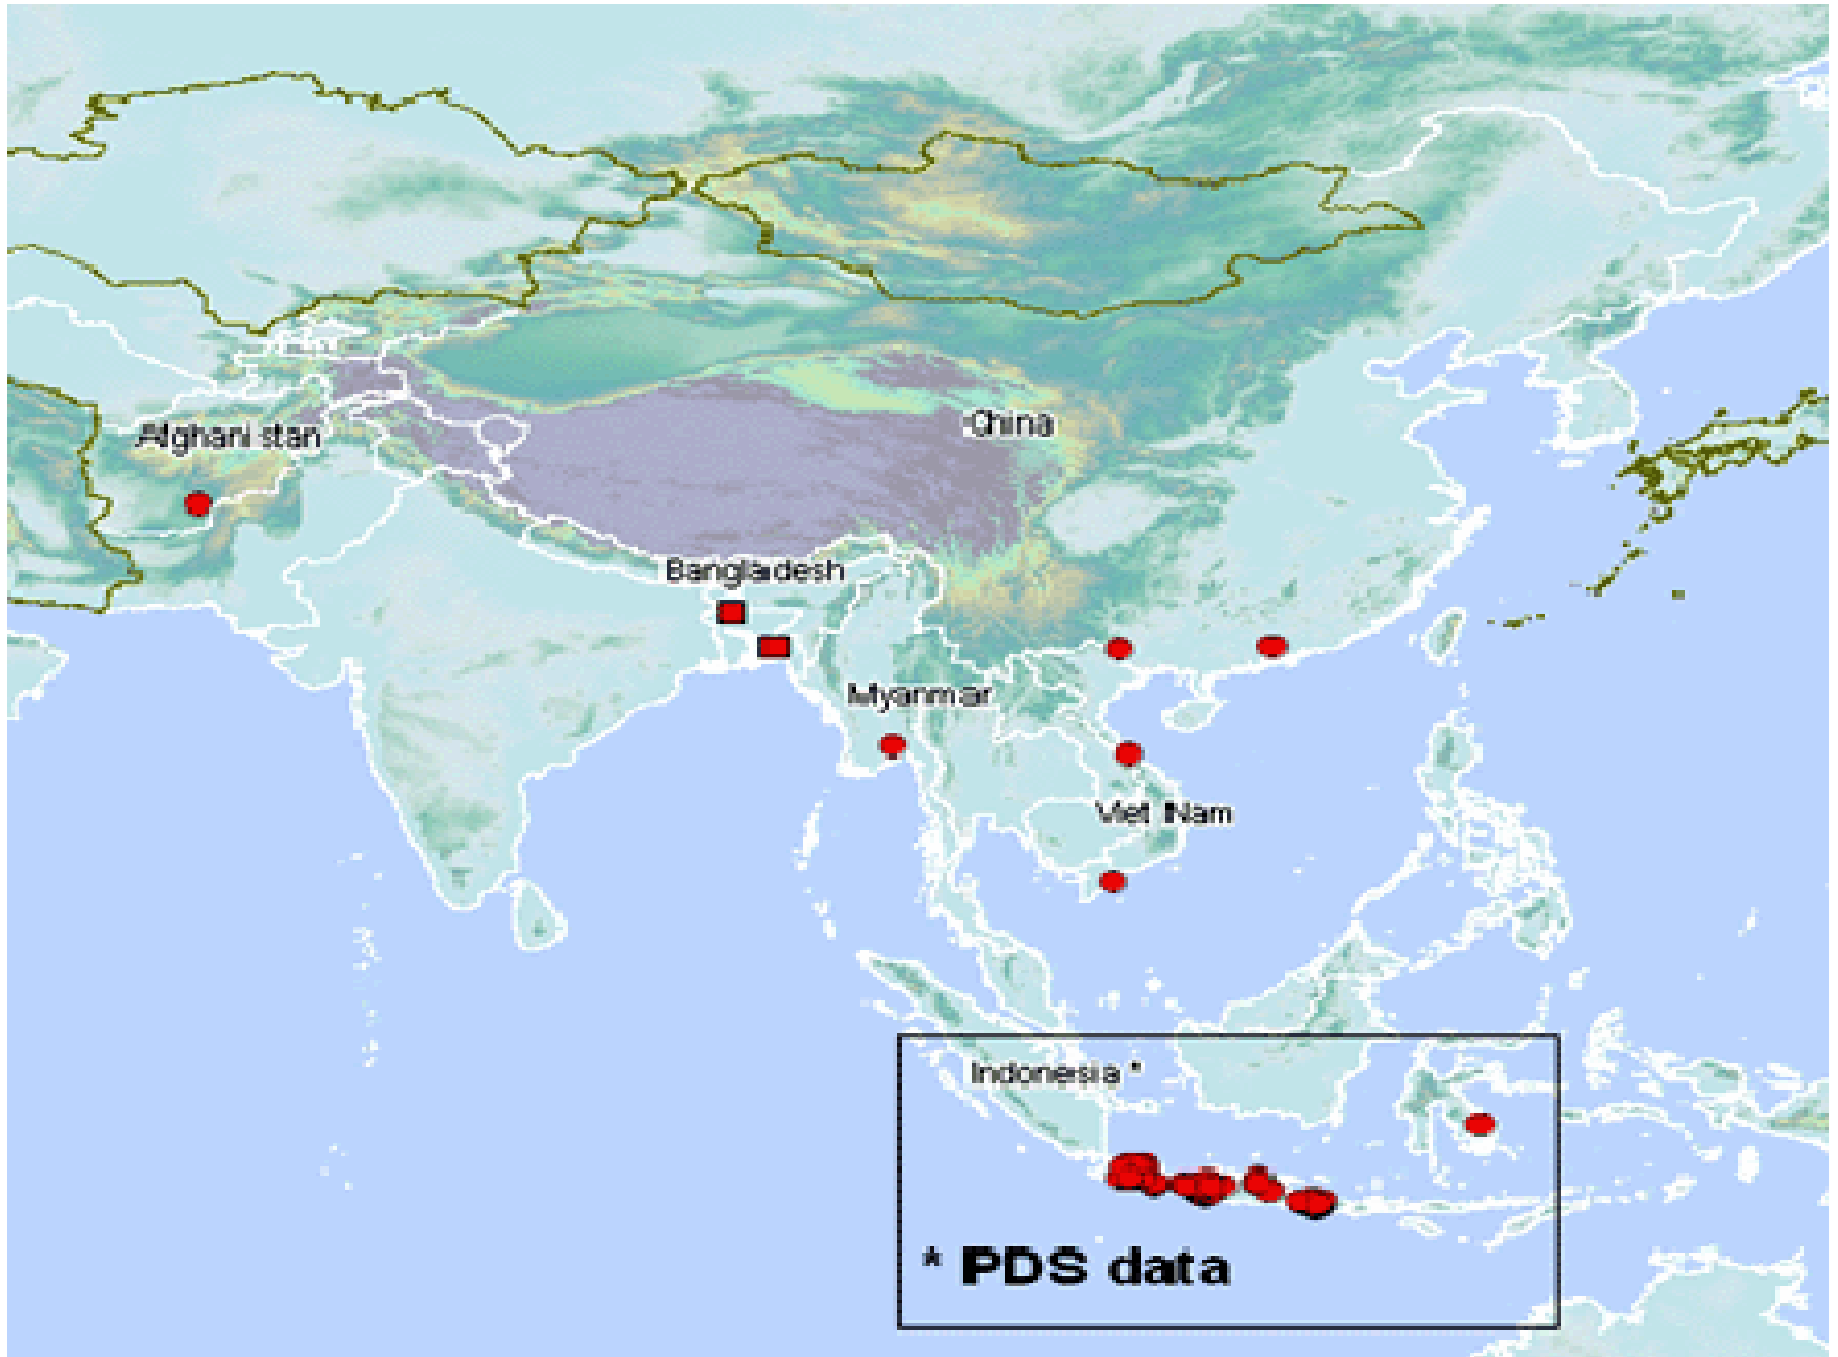 China
Afghanistan
Bangladesh
Myanmar
Viet Nam
Indonesia *
* PDS data